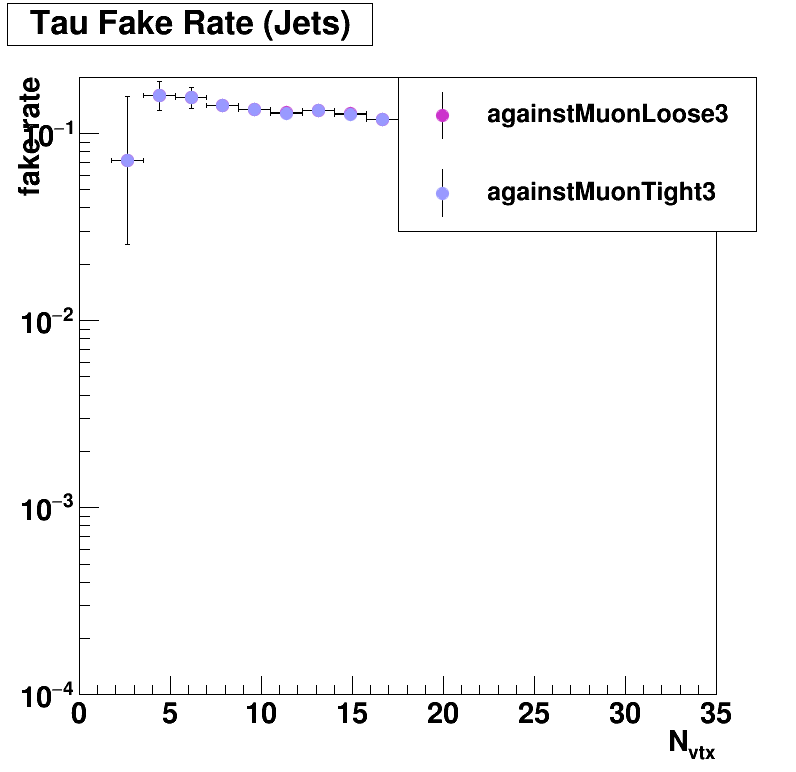 Tau Fake Rate (Jets)
fake rate
againstMuonLoose3
againstMuonTight3
10⁻¹
10⁻²
10⁻³
10⁻⁴
0 5 10 15 20 25 30 35
Nᵥₜₓ